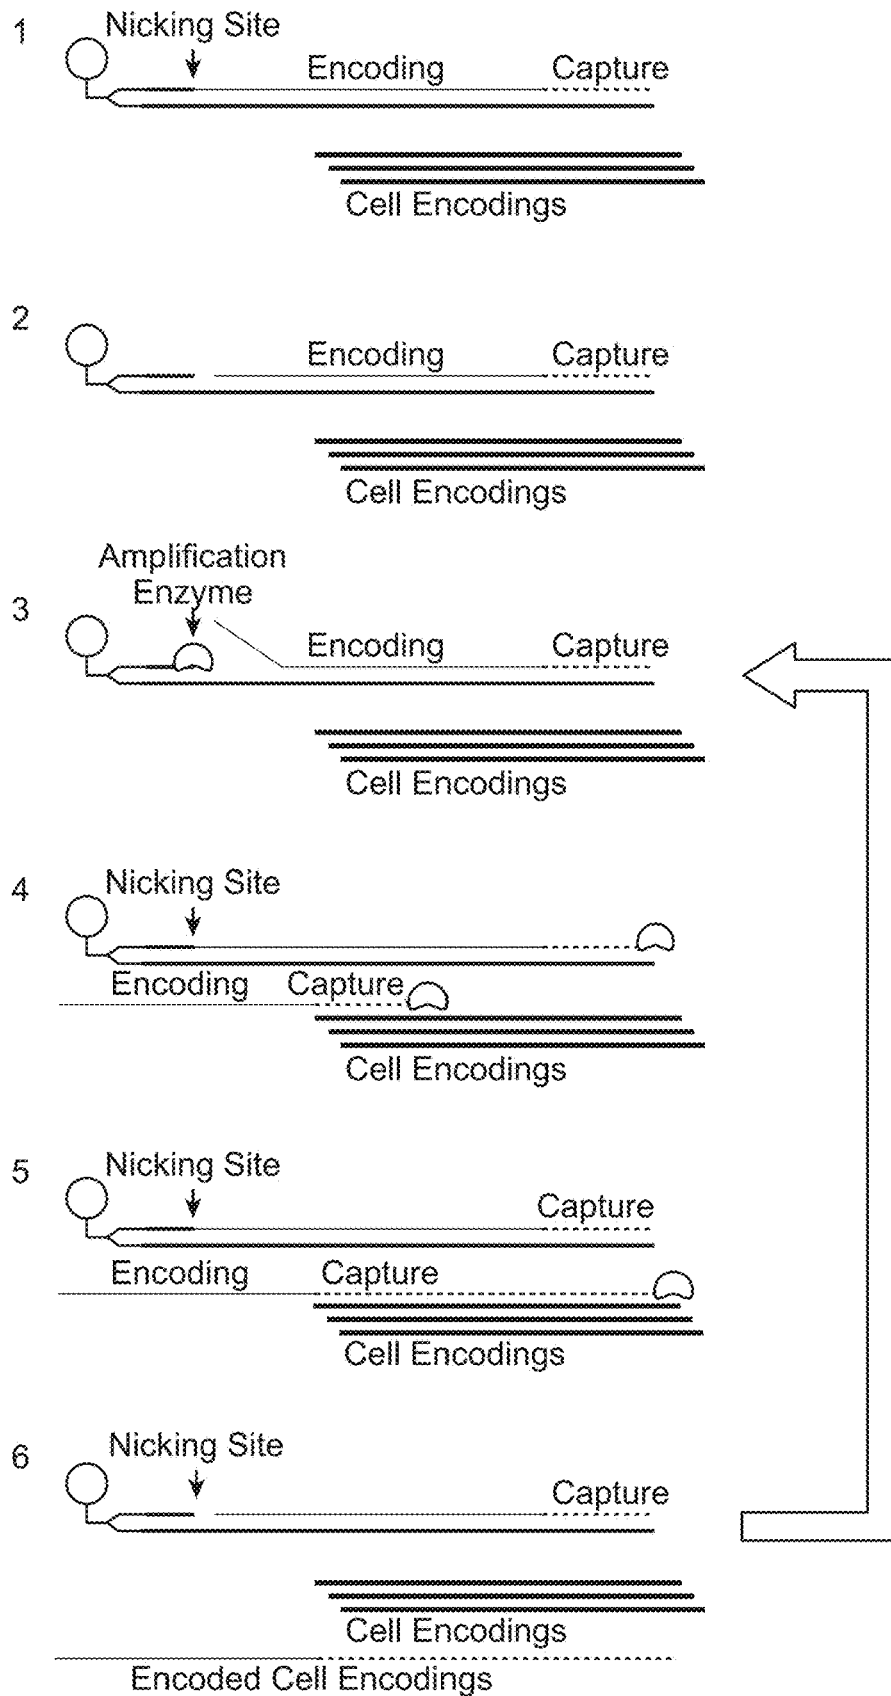 1
Nicking Site
Encoding Capture
Cell Encodings
2
Encoding Capture
Cell Encodings
3
Amplification
Enzyme
Encoding Capture
Cell Encodings
4
Nicking Site
Encoding Capture
Cell Encodings
5
Nicking Site
Capture
Encoding Capture
Cell Encodings
6
Nicking Site
Capture
Cell Encodings
Encoded Cell Encodings